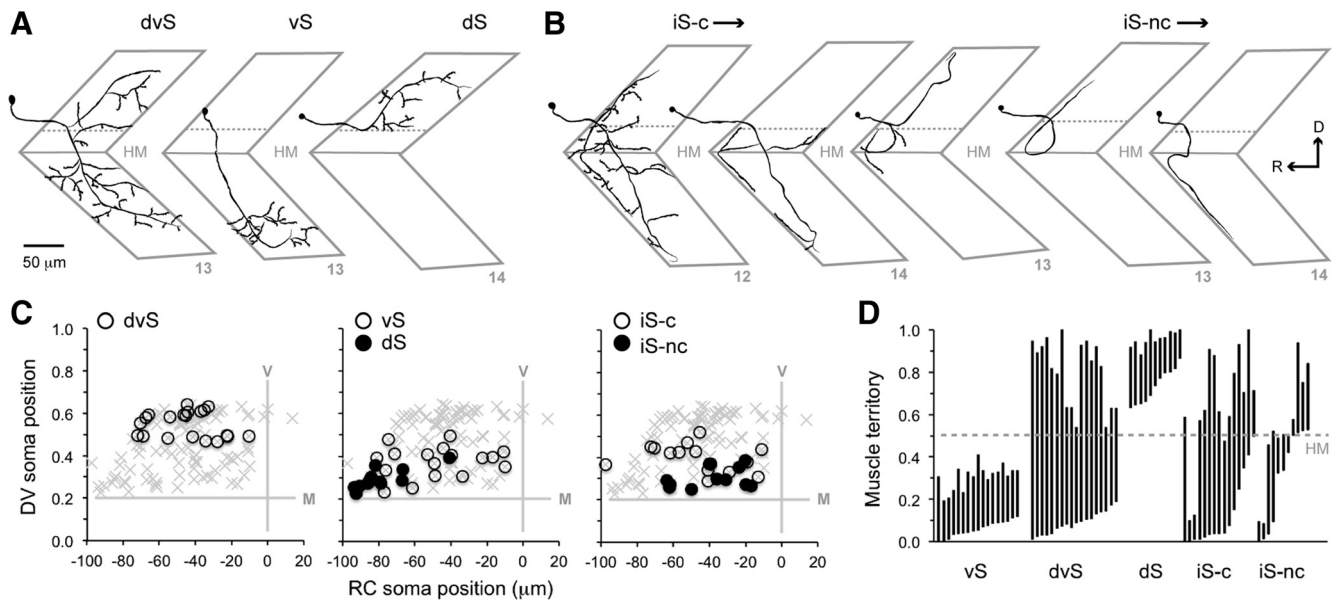 A
dvS
vS
dS
HM
HM
13
13
14
50 µm
B
iS-c →
iS-nc →
HM
HM
HM
HM
12
14
13
13
14
D
R
C
dvS
vS
dS
iS-c
iS-nc
DV soma position
1.0
0.8
0.6
0.4
0.2
0.0
V
M
V
M
V
M
-100 -80 -60 -40 -20 0 20
-100 -80 -60 -40 -20 0 20
-100 -80 -60 -40 -20 0 20
RC soma position (µm)
D
Muscle territory
1.0
0.8
0.6
0.4
0.2
0.0
HM
vS dvS dS iS-c iS-nc